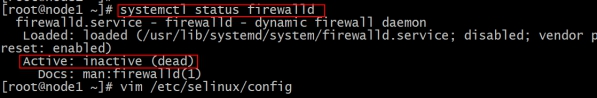 [root@node1 ~]# systemctl status firewalld
firewalld.service - firewalld - dynamic firewall daemon
Loaded: loaded (/usr/lib/systemd/system/firewalld.service; disabled; vendor p
reset: enabled)
Active: inactive (dead)
Docs: man:firewalld(1)
[root@node1 ~]# vim /etc/selinux/config